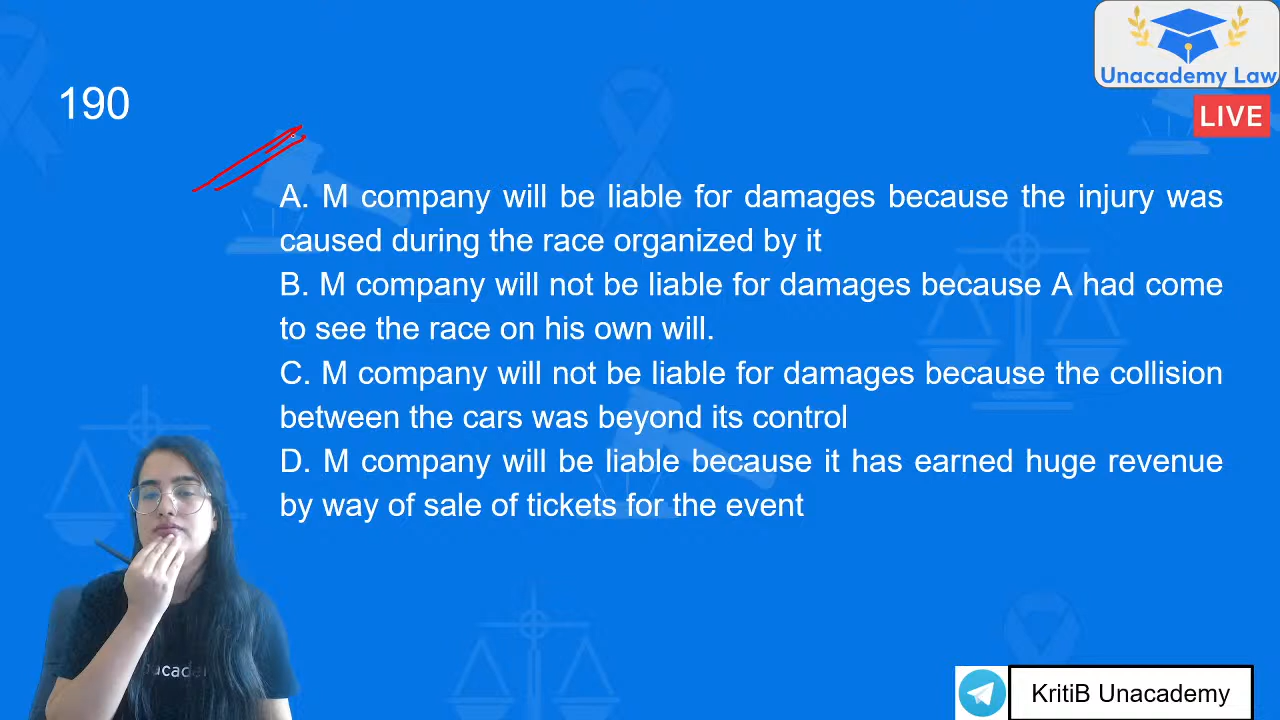 Unacademy Law
LIVE
190
A. M company will be liable for damages because the injury was
caused during the race organized by it
B. M company will not be liable for damages because A had come
to see the race on his own will.
C. M company will not be liable for damages because the collision
between the cars was beyond its control
D. M company will be liable because it has earned huge revenue
by way of sale of tickets for the event
KritiB Unacademy